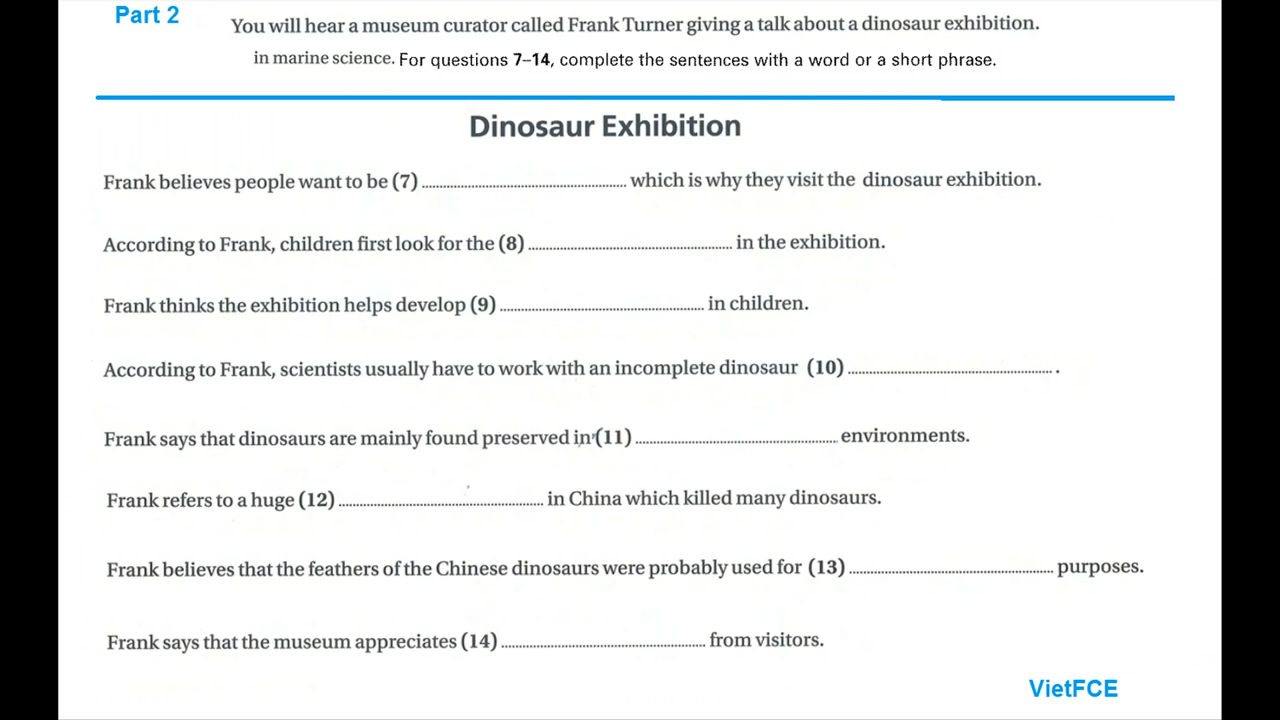 Part 2
You will hear a museum curator called Frank Turner giving a talk about a dinosaur exhibition.
in marine science. For questions 7–14, complete the sentences with a word or a short phrase.
Dinosaur Exhibition
Frank believes people want to be (7) .................................................... which is why they visit the dinosaur exhibition.
According to Frank, children first look for the (8) .................................................... in the exhibition.
Frank thinks the exhibition helps develop (9) .................................................... in children.
According to Frank, scientists usually have to work with an incomplete dinosaur (10) .................................................... .
Frank says that dinosaurs are mainly found preserved in (11) .................................................... environments.
Frank refers to a huge (12) .................................................... in China which killed many dinosaurs.
Frank believes that the feathers of the Chinese dinosaurs were probably used for (13) .................................................... purposes.
Frank says that the museum appreciates (14) .................................................... from visitors.
VietFCE